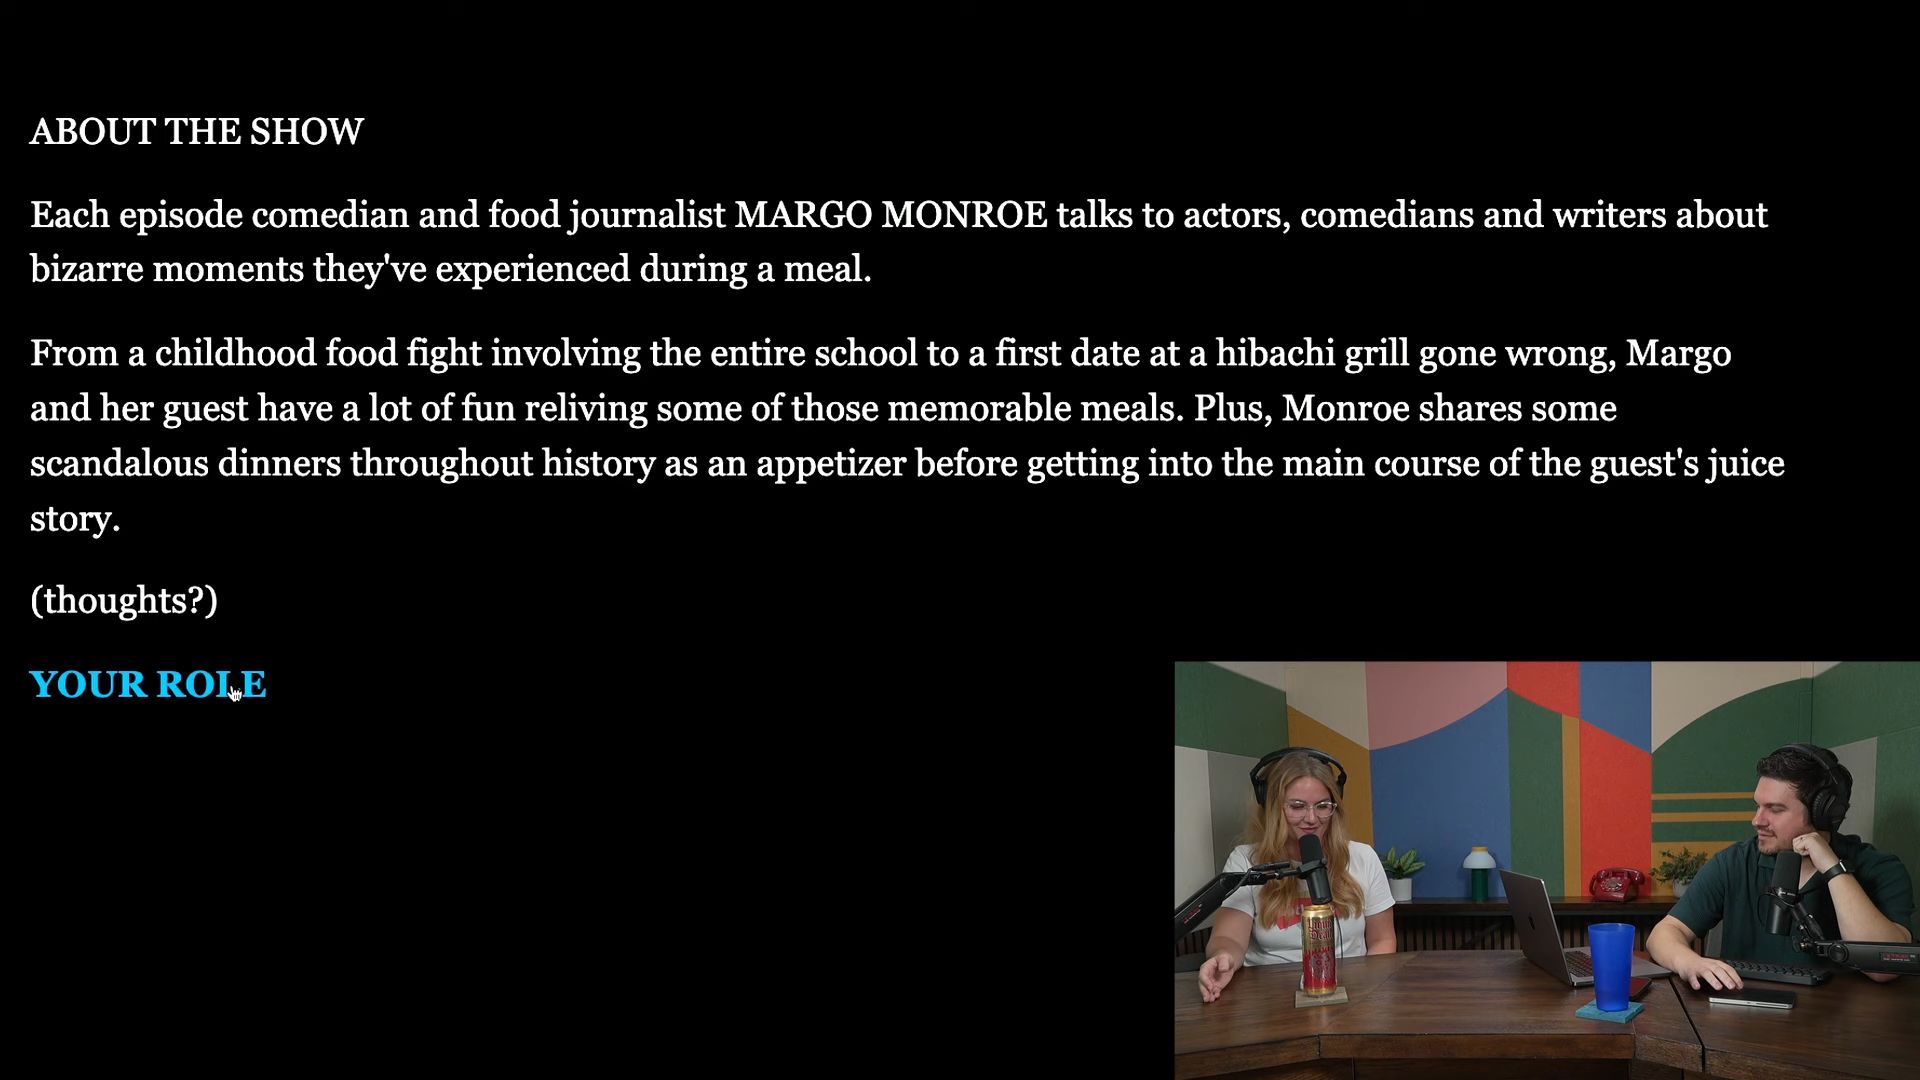 ABOUT THE SHOW
Each episode comedian and food journalist MARGO MONROE talks to actors, comedians and writers about
bizarre moments they've experienced during a meal.
From a childhood food fight involving the entire school to a first date at a hibachi grill gone wrong, Margo
and her guest have a lot of fun reliving some of those memorable meals. Plus, Monroe shares some
scandalous dinners throughout history as an appetizer before getting into the main course of the guest's juice
story.
(thoughts?)
YOUR ROLE